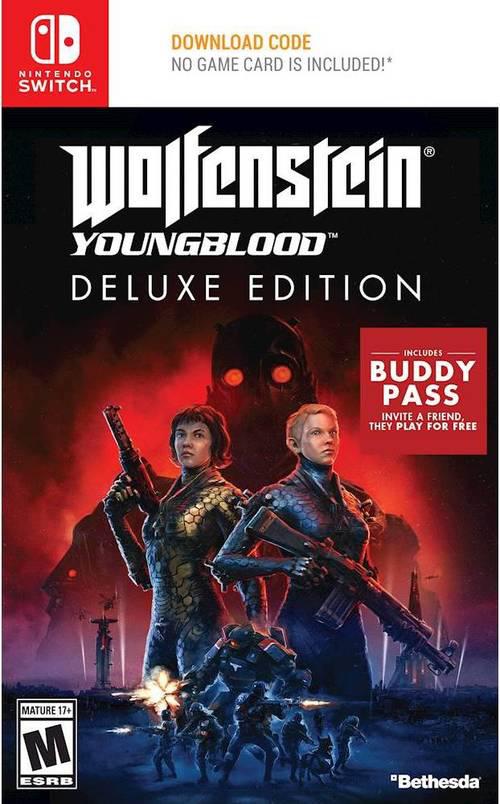 NINTENDO
SWITCH™
DOWNLOAD CODE
NO GAME CARD IS INCLUDED!*
Wolfenstein®
YOUNGBLOOD™
DELUXE EDITION
INCLUDES
BUDDY
PASS
INVITE A FRIEND,
THEY PLAY FOR FREE
MATURE 17+
M
ESRB
Bethesda